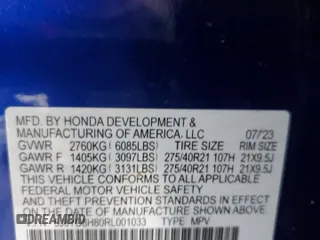 MFD. BY HONDA DEVELOPMENT &
MANUFACTURING OF AMERICA, LLC 07/23
GVWR 2760KG (6085LBS) TIRE SIZE RIM SIZE
GAWR F 1405KG (3097LBS) 275/40R21 107H 21X9.5J
GAWR R 1420KG (3131LBS) 275/40R21 107H 21X9.5J
THIS VEHICLE CONFORMS TO ALL APPLICABLE
FEDERAL MOTOR VEHICLE SAFETY, BUMPER,
AND THEFT PREVENTION STANDARDS IN EFFECT
ON THE DATE OF MANUFACTURE SHOWN ABOVE.
H80RL001033 TYPE MPV